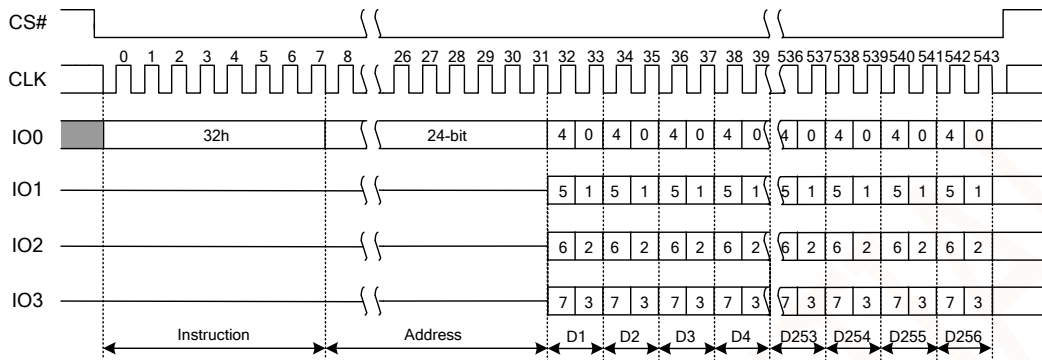 CS#
0 1 2 3 4 5 6 7 8 26 27 28 29 30 31 32 33 34 35 36 37 38 39 536 537 538 539 540 541 542 543
CLK
IO0 32h 24-bit 4 0 4 0 4 0 4 0 4 0 4 0 4 0 4 0
IO1 5 1 5 1 5 1 5 1 5 1 5 1 5 1 5 1
IO2 6 2 6 2 6 2 6 2 6 2 6 2 6 2 6 2
IO3 7 3 7 3 7 3 7 3 7 3 7 3 7 3 7 3
Instruction Address D1 D2 D3 D4 D253 D254 D255 D256